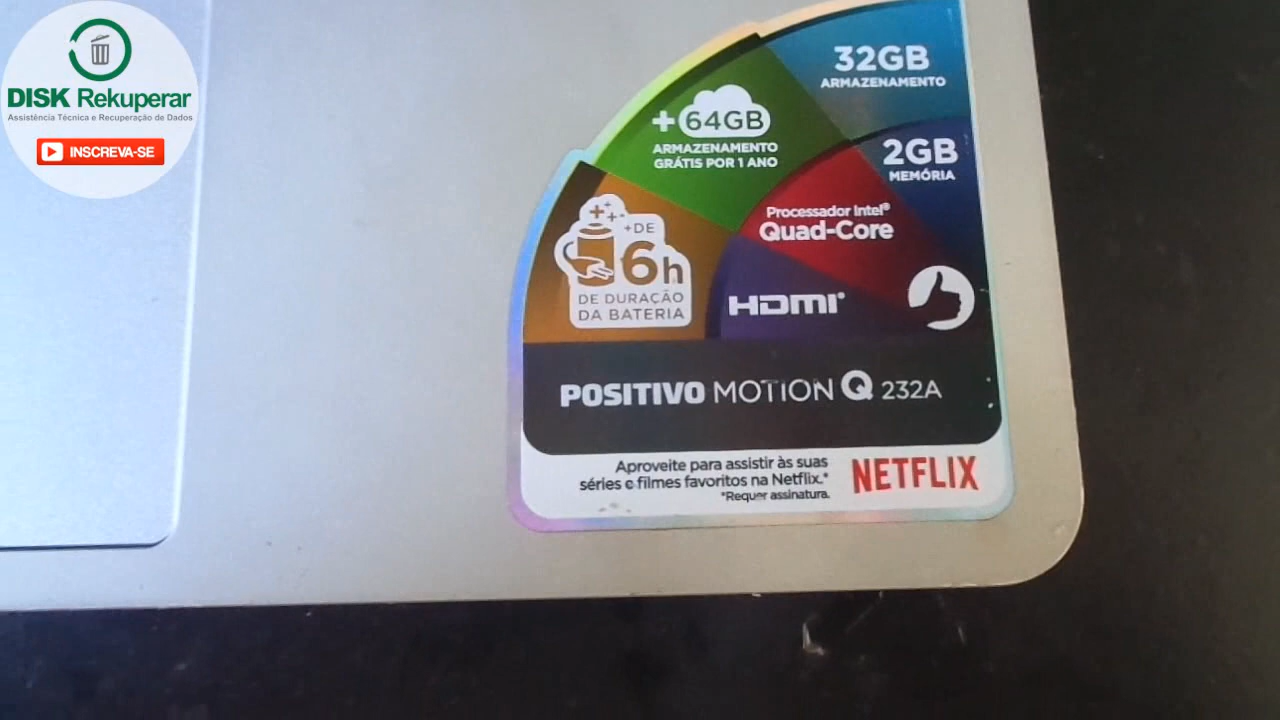 DISK Rekuperar
Assistência Técnica e Recuperação de Dados
INSCREVA-SE
32GB
ARMAZENAMENTO
+64GB
ARMAZENAMENTO
GRÁTIS POR 1 ANO
2GB
MEMÓRIA
Processador Intel®
Quad-Core
+DE
6h
DE DURAÇÃO
DA BATERIA
HDMI®
POSITIVO MOTION Q 232A
Aproveite para assistir às suas
séries e filmes favoritos na Netflix.*
*Requer assinatura.
NETFLIX